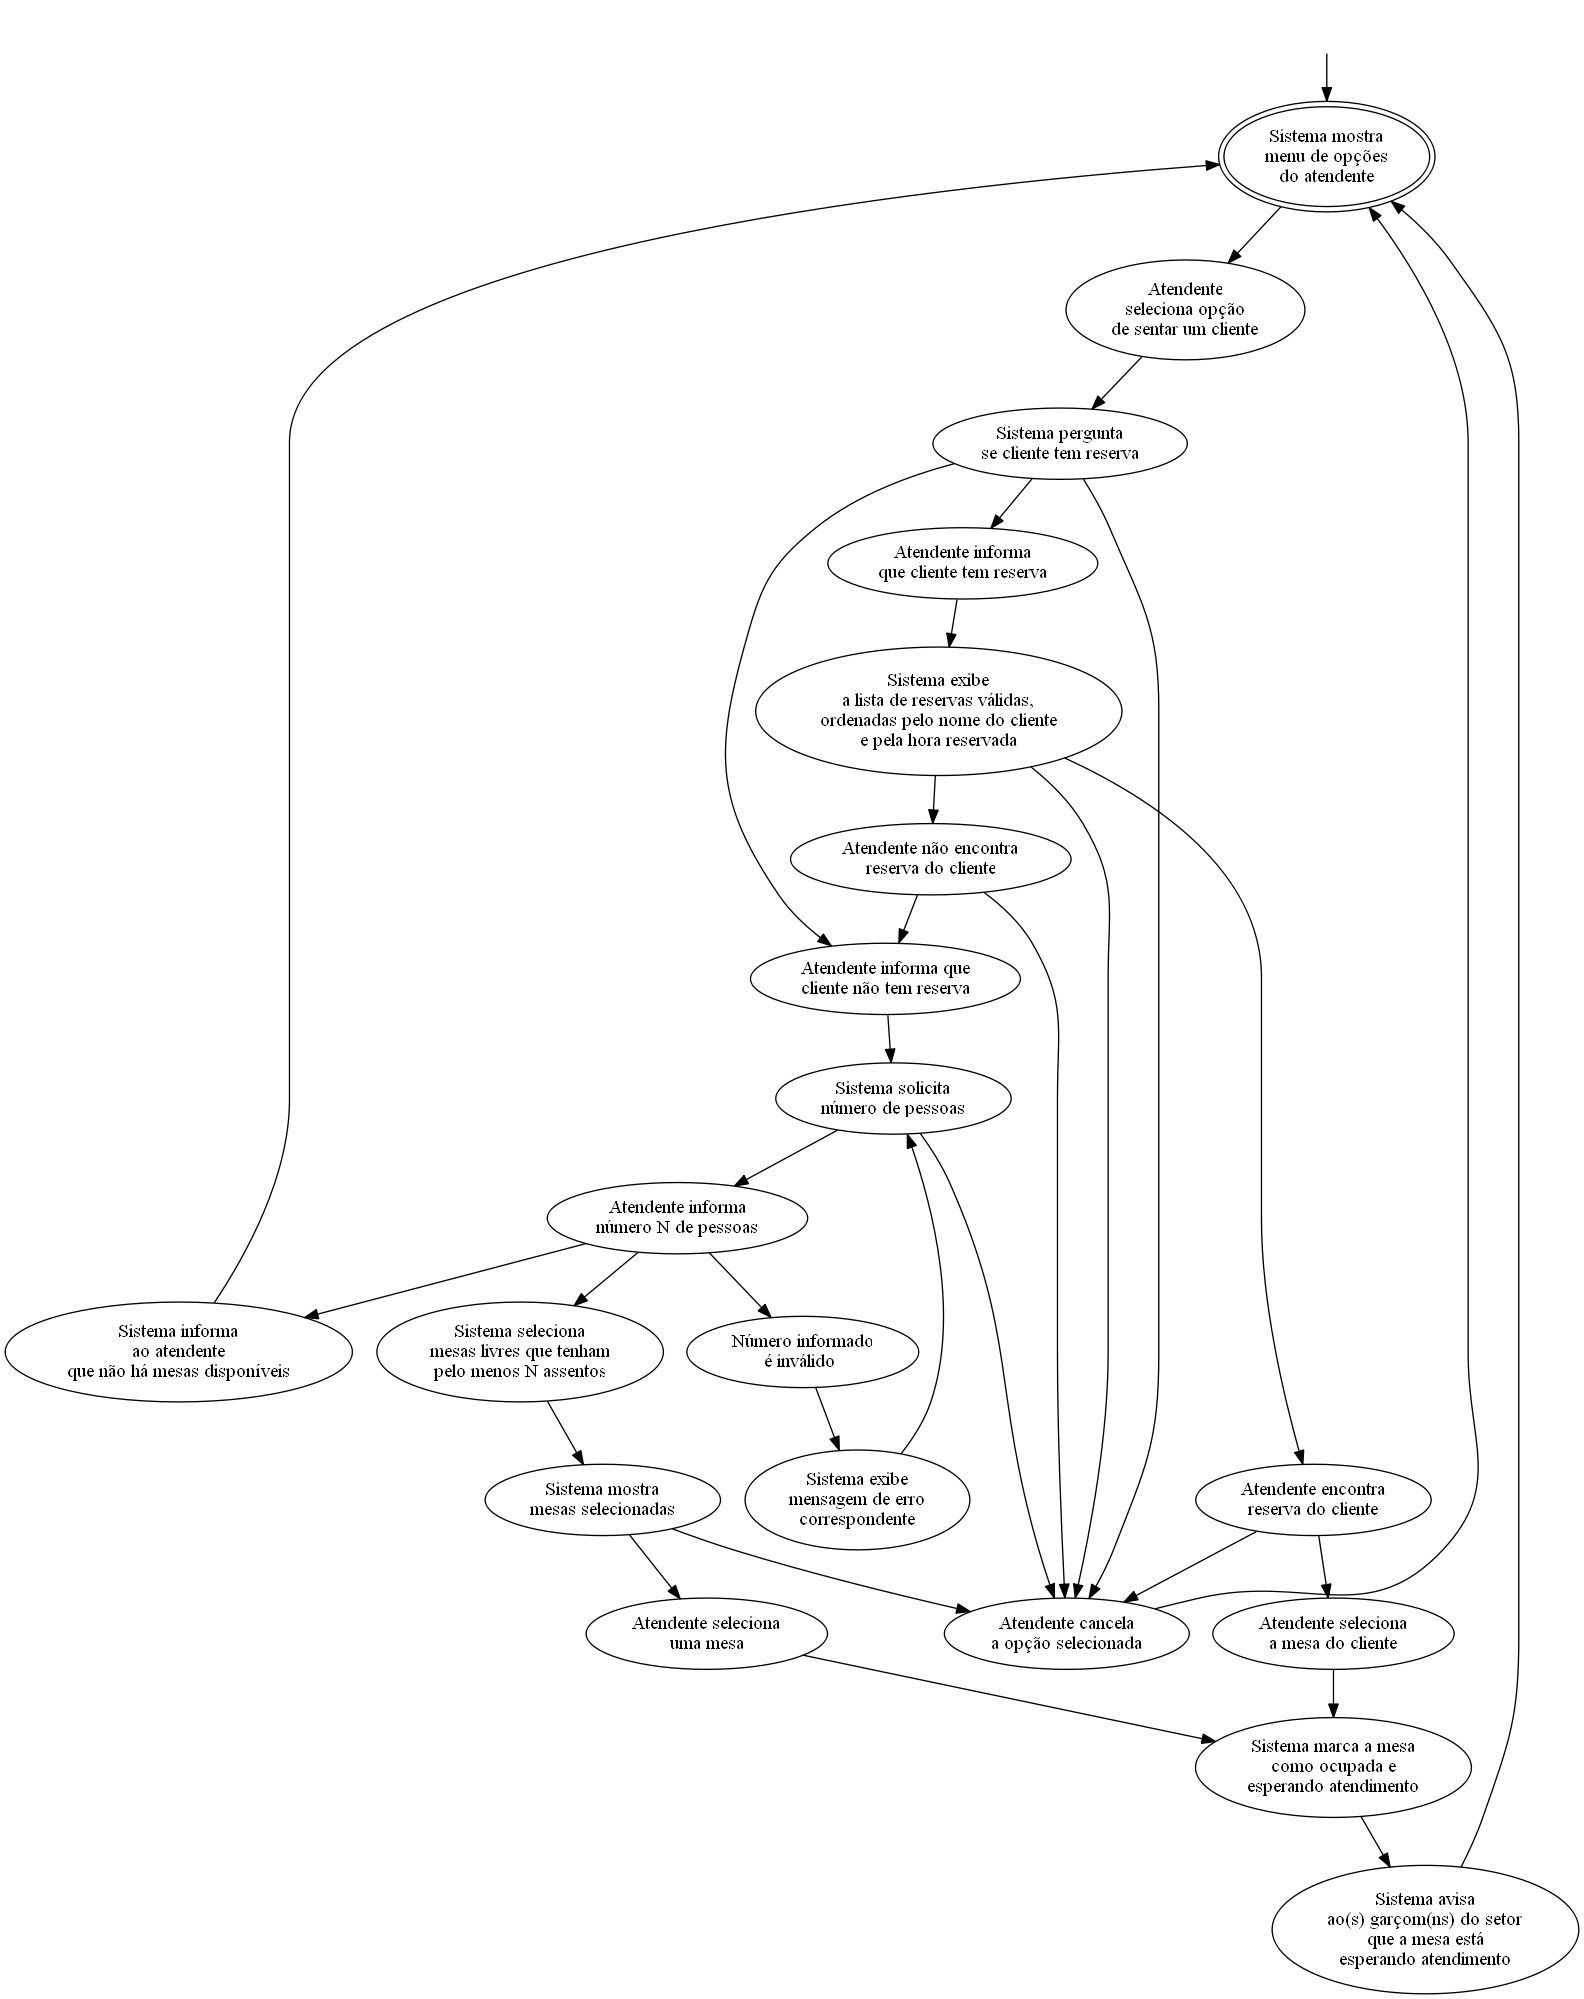 Sistema mostra
menu de opções
do atendente
Atendente
seleciona opção
de sentar um cliente
Sistema pergunta
se cliente tem reserva
Atendente informa
que cliente tem reserva
Sistema exibe
a lista de reservas válidas,
ordenadas pelo nome do cliente
e pela hora reservada
Atendente não encontra
reserva do cliente
Atendente informa que
cliente não tem reserva
Sistema solicita
número de pessoas
Atendente informa
número N de pessoas
Sistema informa
ao atendente
que não há mesas disponíveis
Sistema seleciona
mesas livres que tenham
pelo menos N assentos
Número informado
é inválido
Sistema mostra
mesas selecionadas
Sistema exibe
mensagem de erro
correspondente
Atendente encontra
reserva do cliente
Atendente seleciona
uma mesa
Atendente cancela
a opção selecionada
Atendente seleciona
a mesa do cliente
Sistema marca a mesa
como ocupada e
esperando atendimento
Sistema avisa
ao(s) garçom(ns) do setor
que a mesa está
esperando atendimento